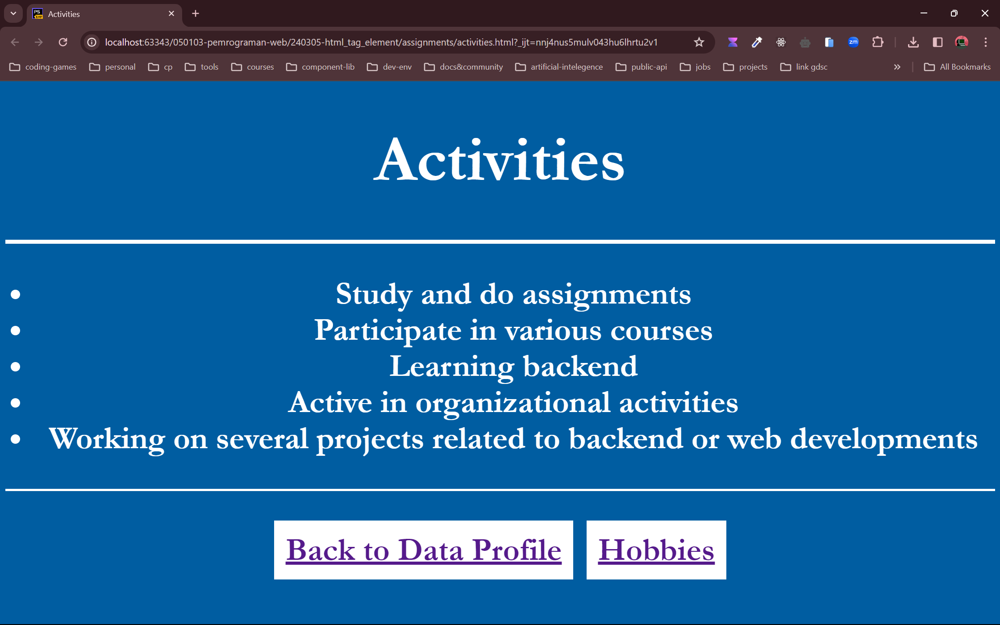 Activities
localhost:63343/050103-pemrograman-web/240305-html_tag_element/assignments/activities.html?_ijt=nnj4nus5mulv043hu6lhrtu2v1
zm
coding-games personal cp tools courses component-lib dev-env docs&community artificial-intelegence public-api jobs projects link gdsc » All Bookmarks
Activities
• Study and do assignments
• Participate in various courses
• Learning backend
• Active in organizational activities
• Working on several projects related to backend or web developments
Back to Data Profile Hobbies